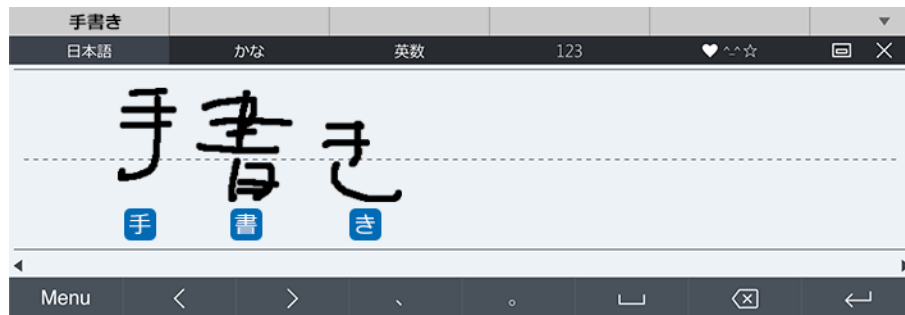 手書き
日本語 かな 英数 123 ♥ ^-^ ☆
手書き
手 書 き
Menu 、 。